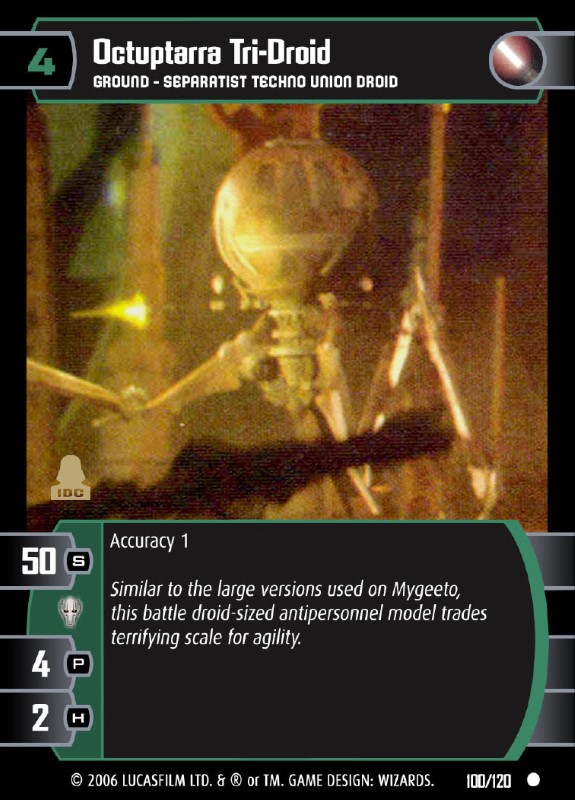 4
Octuptarra Tri-Droid
GROUND - SEPARATIST TECHNO UNION DROID
IDC
50 S
Accuracy 1
Similar to the large versions used on Mygeeto,
this battle droid-sized antipersonnel model trades
terrifying scale for agility.
4 P
2 H
© 2006 LUCASFILM LTD. & ® or TM. GAME DESIGN: WIZARDS. 100/120